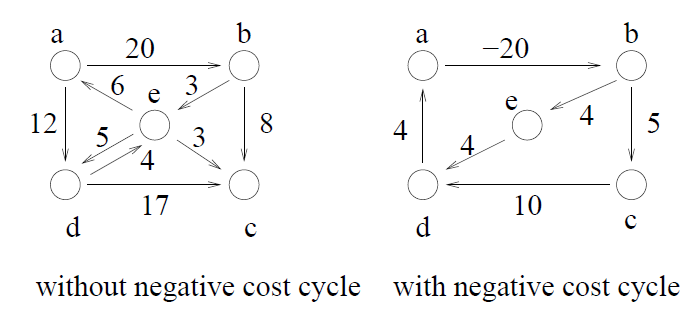 a 20 b a −20 b
6 e 3 e 4
12 5 4 3 8 4 4 5
17 10
d c d c
without negative cost cycle with negative cost cycle